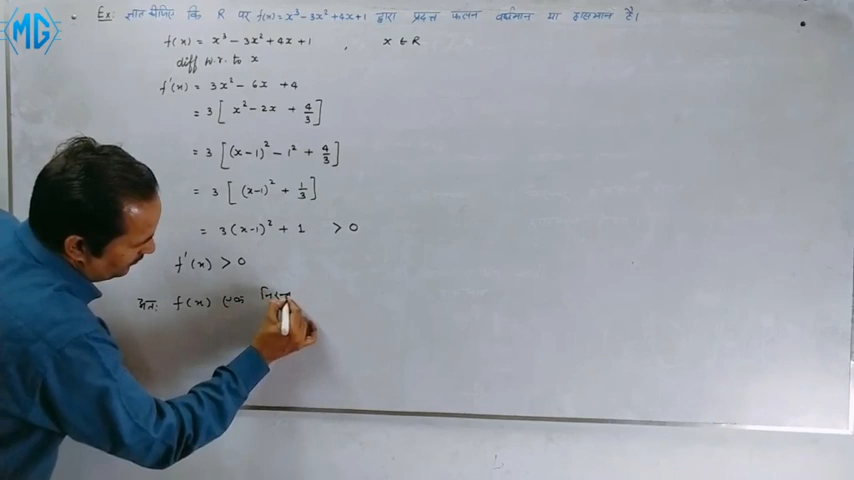 MG
Ex: ज्ञात कीजिए कि R पर f(x) = x³ - 3x² + 4x + 1 द्वारा प्रदत्त फलन वर्धमान या ह्रासमान है।
f(x) = x³ - 3x² + 4x + 1 , x ∈ R
diff w.r. to x
f'(x) = 3x² - 6x + 4
= 3 [ x² - 2x + 4/3 ]
= 3 [ (x-1)² - 1² + 4/3 ]
= 3 [ (x-1)² + 1/3 ]
= 3(x-1)² + 1 > 0
f'(x) > 0
अतः f(x) एक